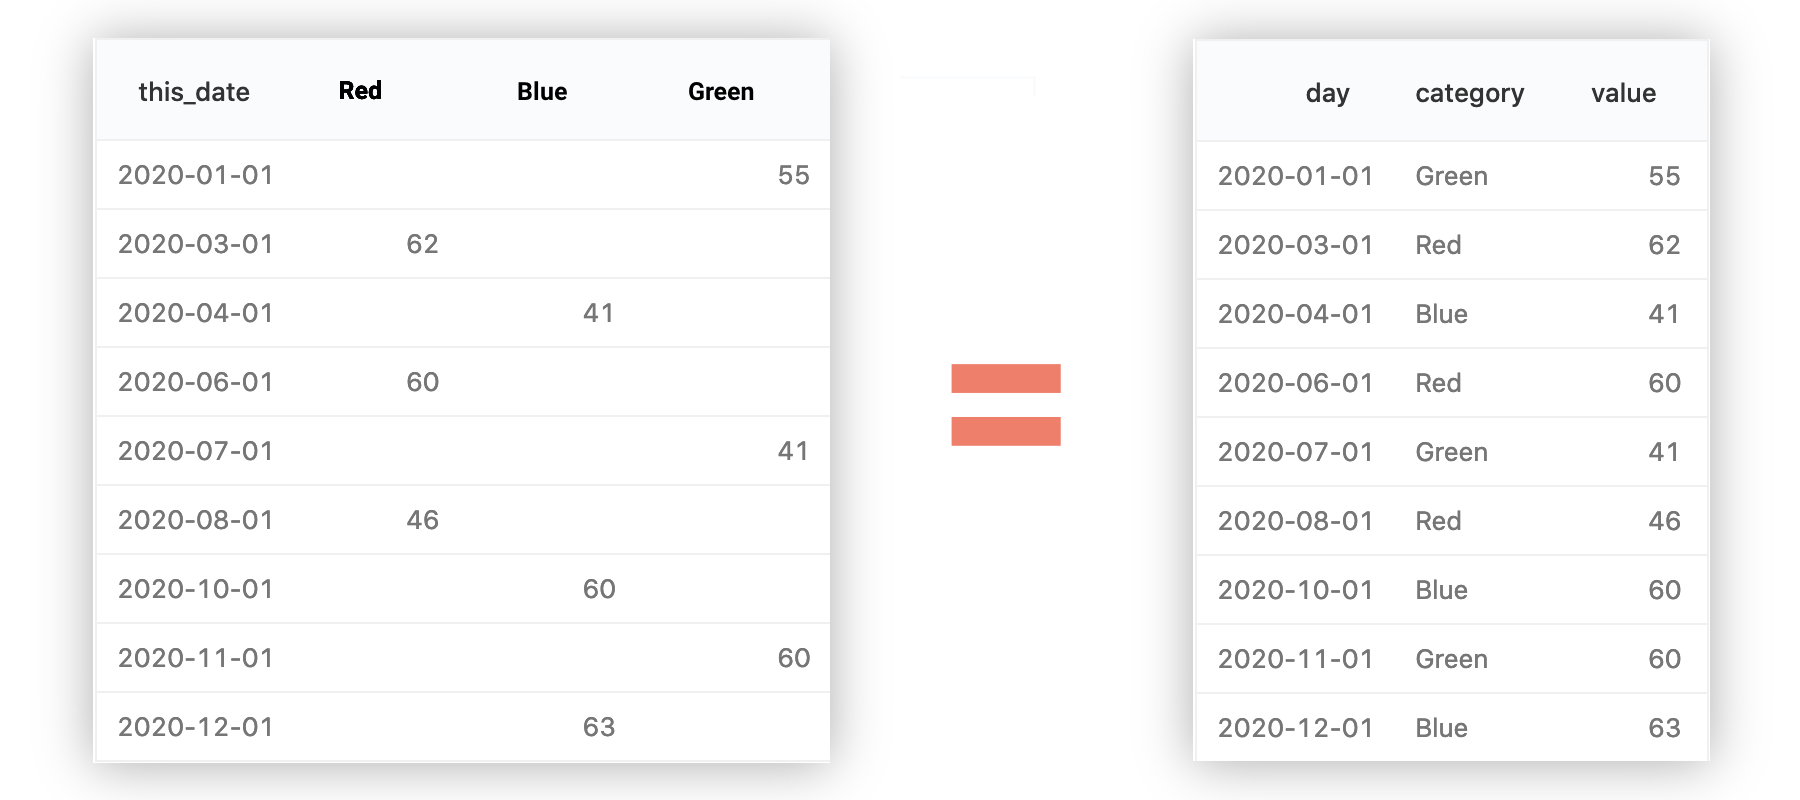 this_date Red Blue Green
2020-01-01 55
2020-03-01 62
2020-04-01 41
2020-06-01 60
2020-07-01 41
2020-08-01 46
2020-10-01 60
2020-11-01 60
2020-12-01 63
day category value
2020-01-01 Green 55
2020-03-01 Red 62
2020-04-01 Blue 41
2020-06-01 Red 60
2020-07-01 Green 41
2020-08-01 Red 46
2020-10-01 Blue 60
2020-11-01 Green 60
2020-12-01 Blue 63